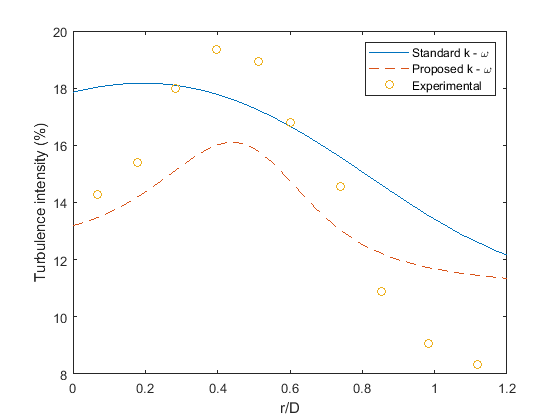 Standard k - ω
Proposed k - ω
Experimental
20
18
16
14
12
10
8
Turbulence intensity (%)
0
0.2
0.4
0.6
0.8
1
1.2
r/D